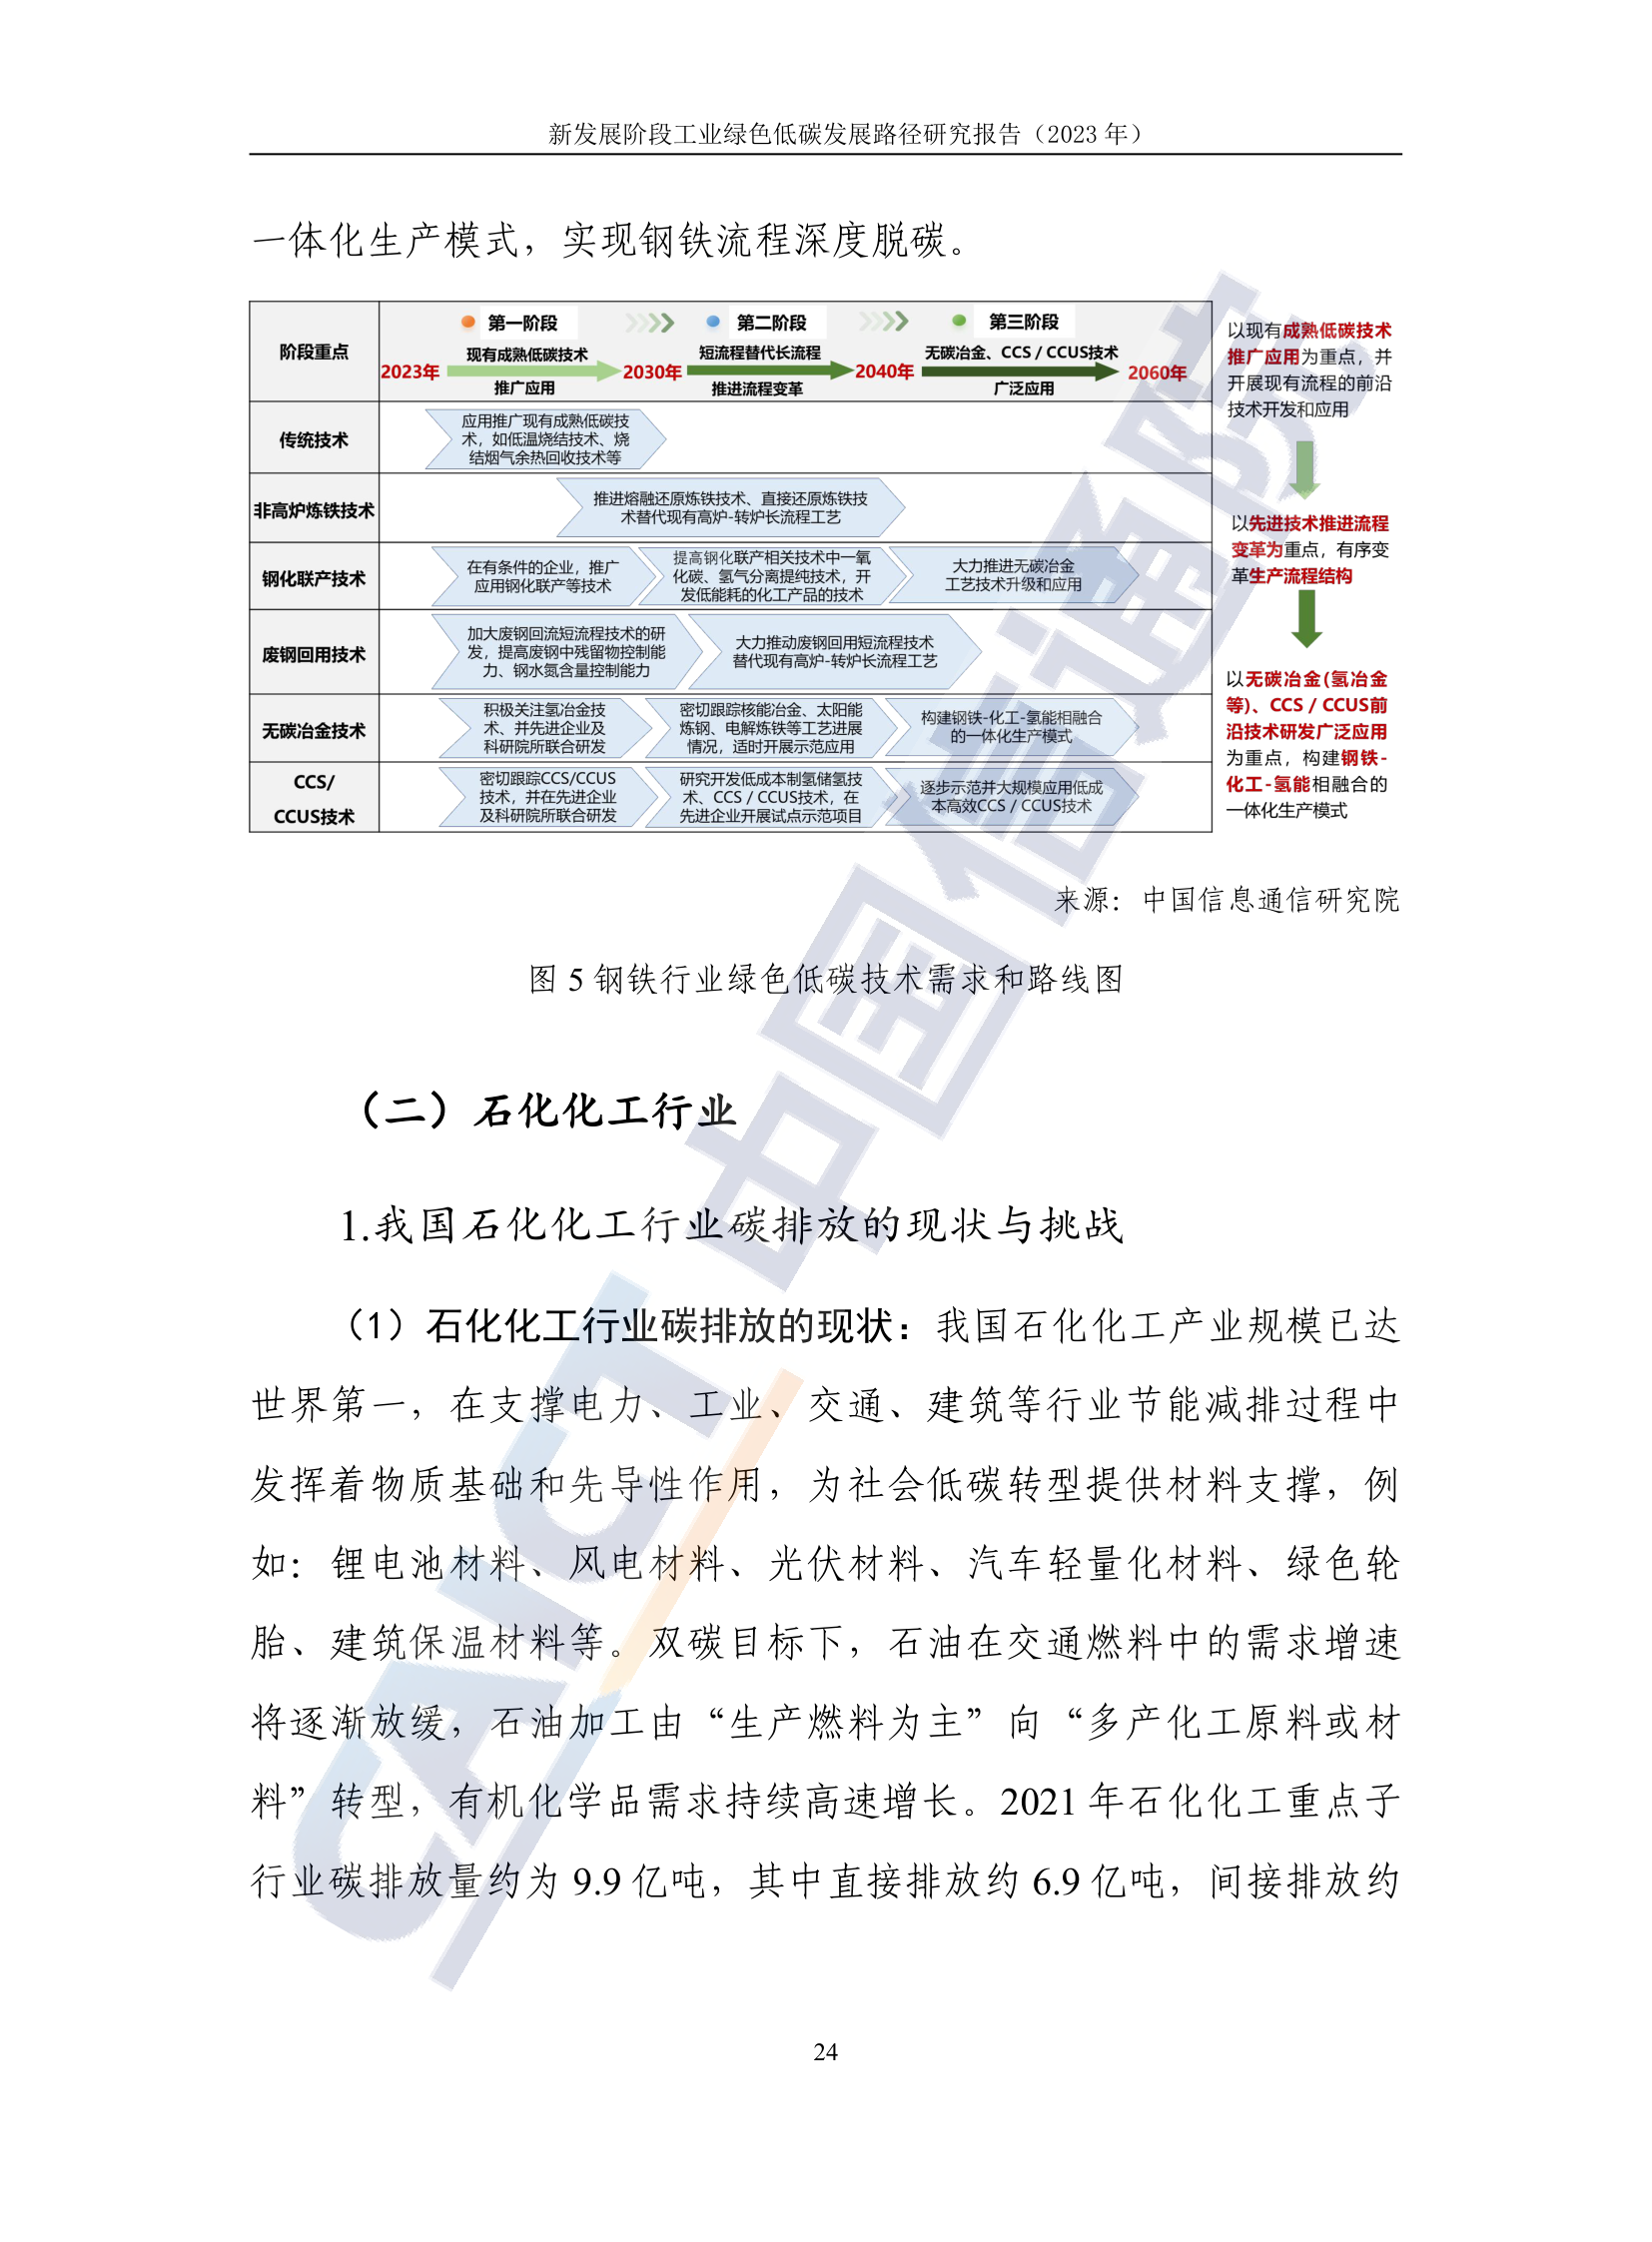 新发展阶段工业绿色低碳发展路径研究报告（2023 年）
一体化生产模式，实现钢铁流程深度脱碳。
阶段重点
第一阶段
第二阶段
第三阶段
现有成熟低碳技术
短流程替代长流程
无碳冶金、CCS / CCUS技术
2023年
2030年
2040年
2060年
推广应用
推进流程变革
广泛应用
传统技术
应用推广现有成熟低碳技
术，如低温烧结技术、烧
结烟气余热回收技术等
非高炉炼铁技术
推进熔融还原炼铁技术、直接还原炼铁技
术替代现有高炉-转炉长流程工艺
钢化联产技术
在有条件的企业，推广
应用钢化联产等技术
提高钢化联产相关技术中一氧
化碳、氢气分离提纯技术，开
发低能耗的化工产品的技术
大力推进无碳冶金
工艺技术升级和应用
废钢回用技术
加大废钢回流短流程技术的研
发，提高废钢中残留物控制能
力、钢水氮含量控制能力
大力推动废钢回用短流程技术
替代现有高炉-转炉长流程工艺
无碳冶金技术
积极关注氢冶金技
术、并先进企业及
科研院所联合研发
密切跟踪核能冶金、太阳能
炼钢、电解炼铁等工艺进展
情况，适时开展示范应用
构建钢铁-化工-氢能相融合
的一体化生产模式
CCS/
CCUS技术
密切跟踪CCS/CCUS
技术，并在先进企业
及科研院所联合研发
研究开发低成本制氢储氢技
术、CCS / CCUS技术，在
先进企业开展试点示范项目
逐步示范并大规模应用低成
本高效CCS / CCUS技术
以现有成熟低碳技术
推广应用为重点，并
开展现有流程的前沿
技术开发和应用
以先进技术推进流程
变革为重点，有序变
革生产流程结构
以无碳冶金(氢冶金
等)、CCS / CCUS前
沿技术研发广泛应用
为重点，构建钢铁-
化工-氢能相融合的
一体化生产模式
来源：中国信息通信研究院
图 5 钢铁行业绿色低碳技术需求和路线图
（二）石化化工行业
1.我国石化化工行业碳排放的现状与挑战
（1）石化化工行业碳排放的现状：我国石化化工产业规模已达
世界第一，在支撑电力、工业、交通、建筑等行业节能减排过程中
发挥着物质基础和先导性作用，为社会低碳转型提供材料支撑，例
如：锂电池材料、风电材料、光伏材料、汽车轻量化材料、绿色轮
胎、建筑保温材料等。双碳目标下，石油在交通燃料中的需求增速
将逐渐放缓，石油加工由“生产燃料为主”向“多产化工原料或材
料”转型，有机化学品需求持续高速增长。2021 年石化化工重点子
行业碳排放量约为 9.9 亿吨，其中直接排放约 6.9 亿吨，间接排放约
24
CAICT 中国信通院